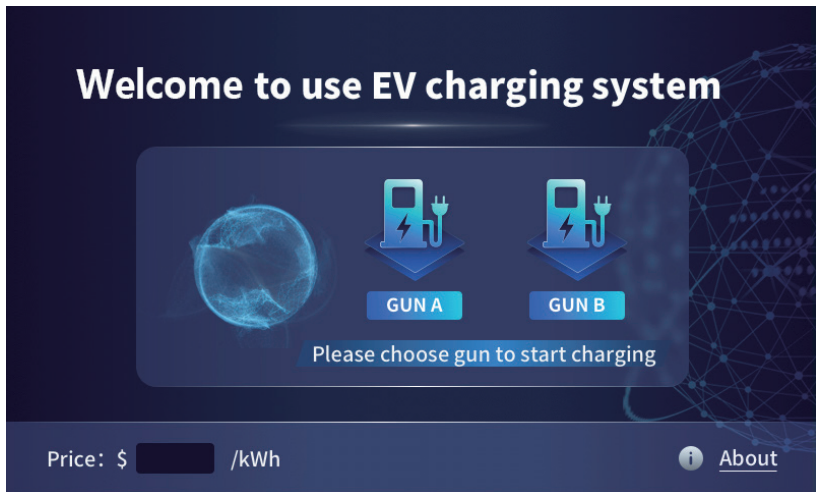 Welcome to use EV charging system
GUN A
GUN B
Please choose gun to start charging
Price: $ /kWh
i About